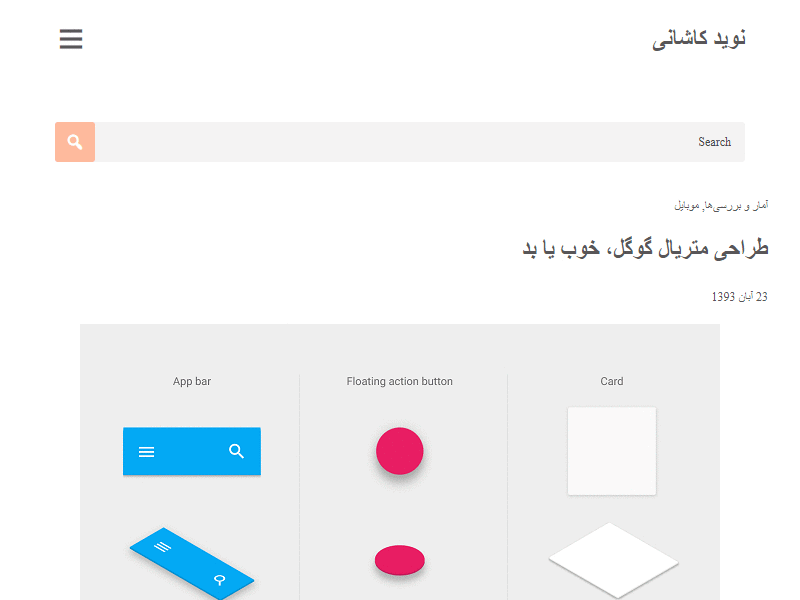 نوید کاشانی
Search
آمار و بررسی‌ها, موبایل
طراحی متریال گوگل، خوب یا بد
23 آبان 1393
App bar
Floating action button
Card